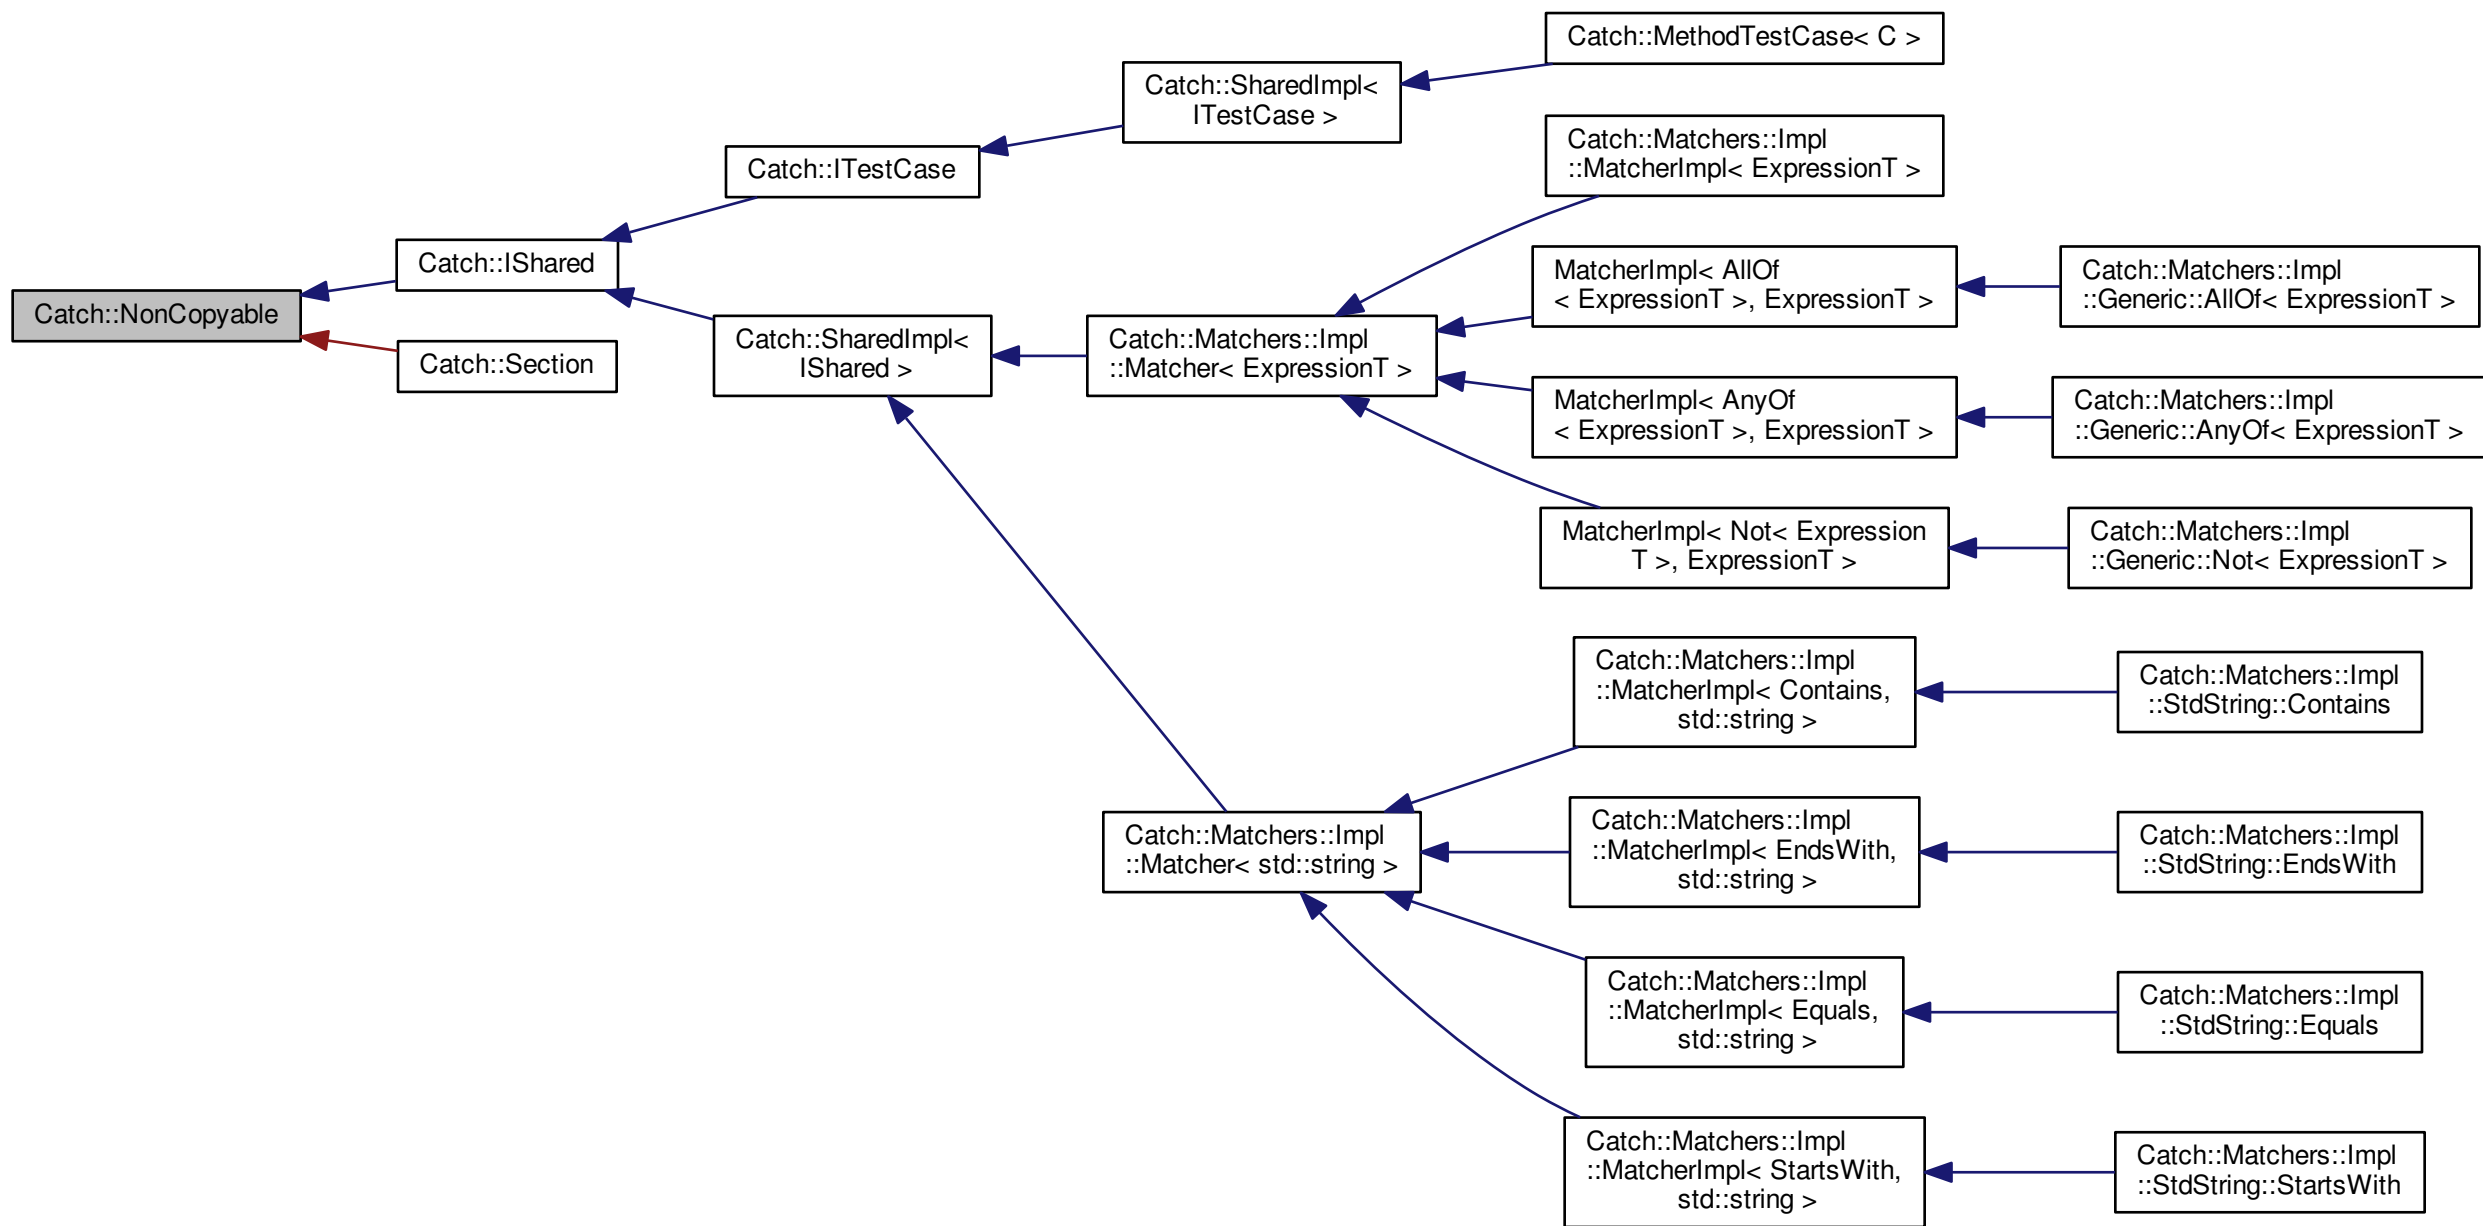 Catch::NonCopyable
Catch::IShared
Catch::Section
Catch::ITestCase
Catch::SharedImpl<
IShared >
Catch::SharedImpl<
ITestCase >
Catch::Matchers::Impl
::Matcher< ExpressionT >
Catch::Matchers::Impl
::Matcher< std::string >
Catch::MethodTestCase< C >
Catch::Matchers::Impl
::MatcherImpl< ExpressionT >
MatcherImpl< AllOf
< ExpressionT >, ExpressionT >
MatcherImpl< AnyOf
< ExpressionT >, ExpressionT >
MatcherImpl< Not< Expression
T >, ExpressionT >
Catch::Matchers::Impl
::MatcherImpl< Contains,
std::string >
Catch::Matchers::Impl
::MatcherImpl< EndsWith,
std::string >
Catch::Matchers::Impl
::MatcherImpl< Equals,
std::string >
Catch::Matchers::Impl
::MatcherImpl< StartsWith,
std::string >
Catch::Matchers::Impl
::Generic::AllOf< ExpressionT >
Catch::Matchers::Impl
::Generic::AnyOf< ExpressionT >
Catch::Matchers::Impl
::Generic::Not< ExpressionT >
Catch::Matchers::Impl
::StdString::Contains
Catch::Matchers::Impl
::StdString::EndsWith
Catch::Matchers::Impl
::StdString::Equals
Catch::Matchers::Impl
::StdString::StartsWith